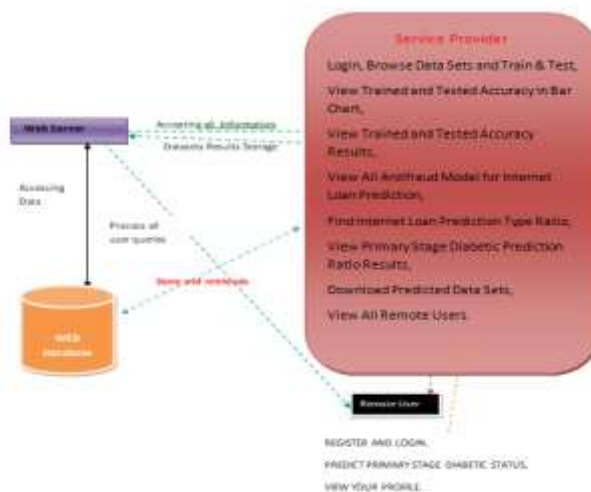 Service Provider
Login, Browse Data Sets and Train & Test,
View Trained and Tested Accuracy in Bar
Chart,
View Trained and Tested Accuracy
Results,
View All Antifraud Model for Internet
Loan Prediction,
Find Internet Loan Prediction Type Ratio,
View Primary Stage Diabetic Prediction
Ratio Results,
Download Predicted Data Sets,
View All Remote Users.
Accepting all Information
Datasets Results Storage
Web Server
Accessing
Data
Process all
user queries
Store and retrievals
WEB
Database
Remote User
REGISTER AND LOGIN,
PREDICT PRIMARY STAGE DIABETIC STATUS,
VIEW YOUR PROFILE.